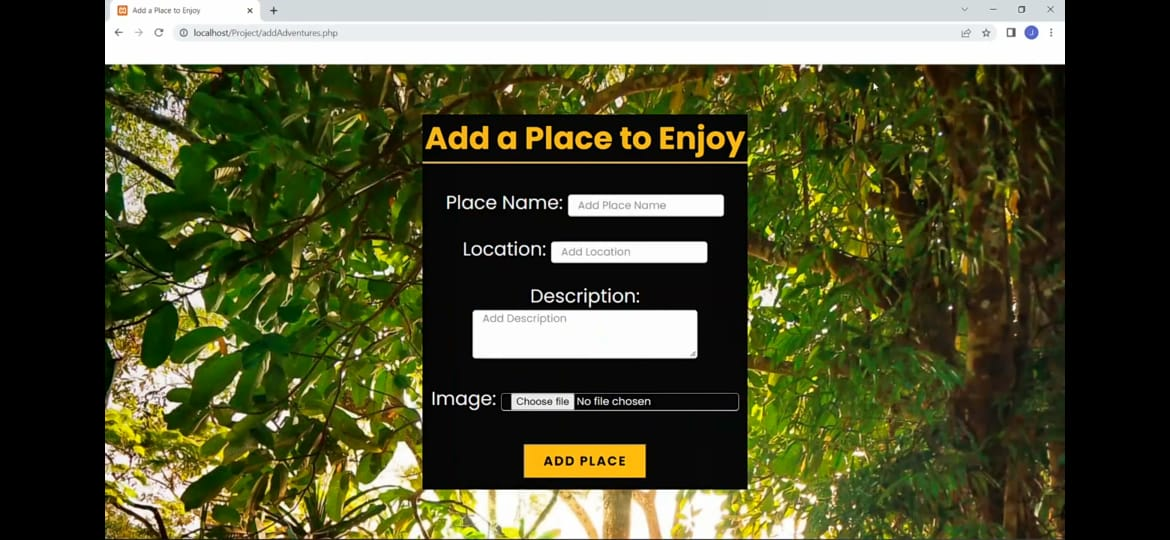 Add a Place to Enjoy
localhost/Project/addAdventures.php
J
Add a Place to Enjoy
Place Name: Add Place Name
Location: Add Location
Description:
Add Description
Image: Choose file No file chosen
ADD PLACE